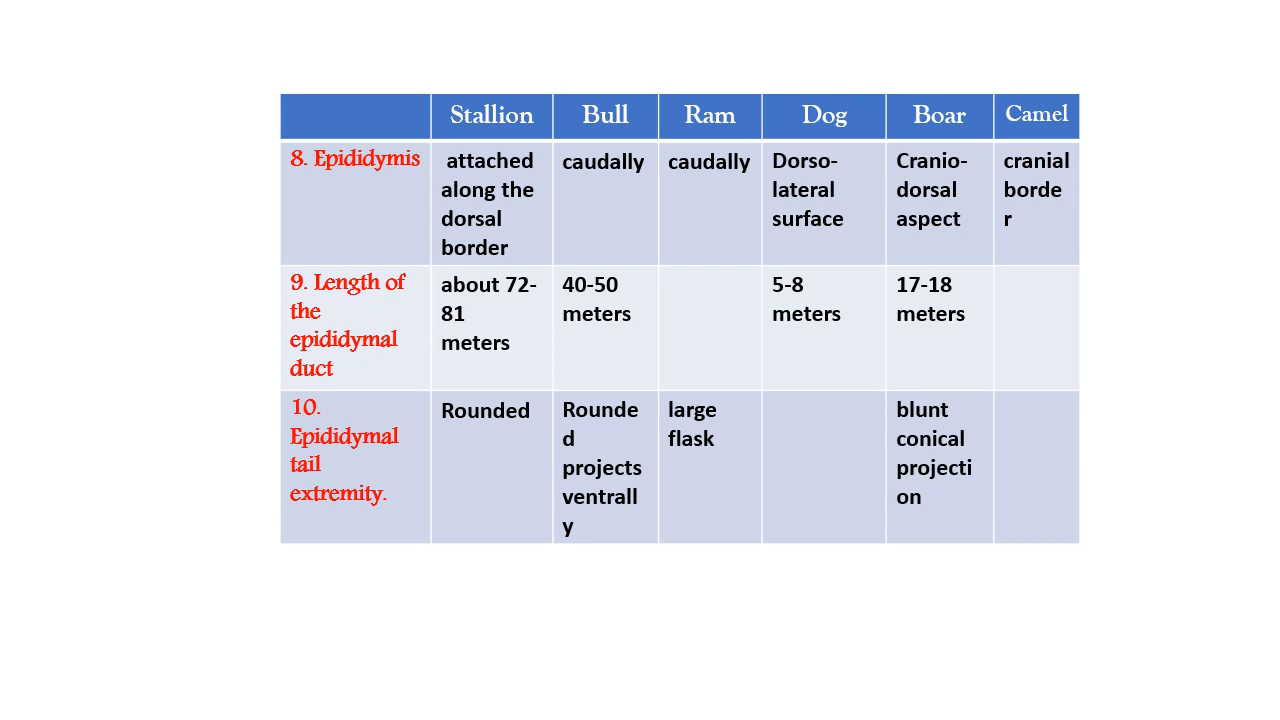 Stallion Bull Ram Dog Boar Camel
8. Epididymis
attached
along the
dorsal
border
caudally
caudally
Dorso-
lateral
surface
Cranio-
dorsal
aspect
cranial
borde
r
9. Length of
the
epididymal
duct
about 72-
81
meters
40-50
meters
5-8
meters
17-18
meters
10.
Epididymal
tail
extremity.
Rounded
Rounde
d
projects
ventrall
y
large
flask
blunt
conical
projecti
on